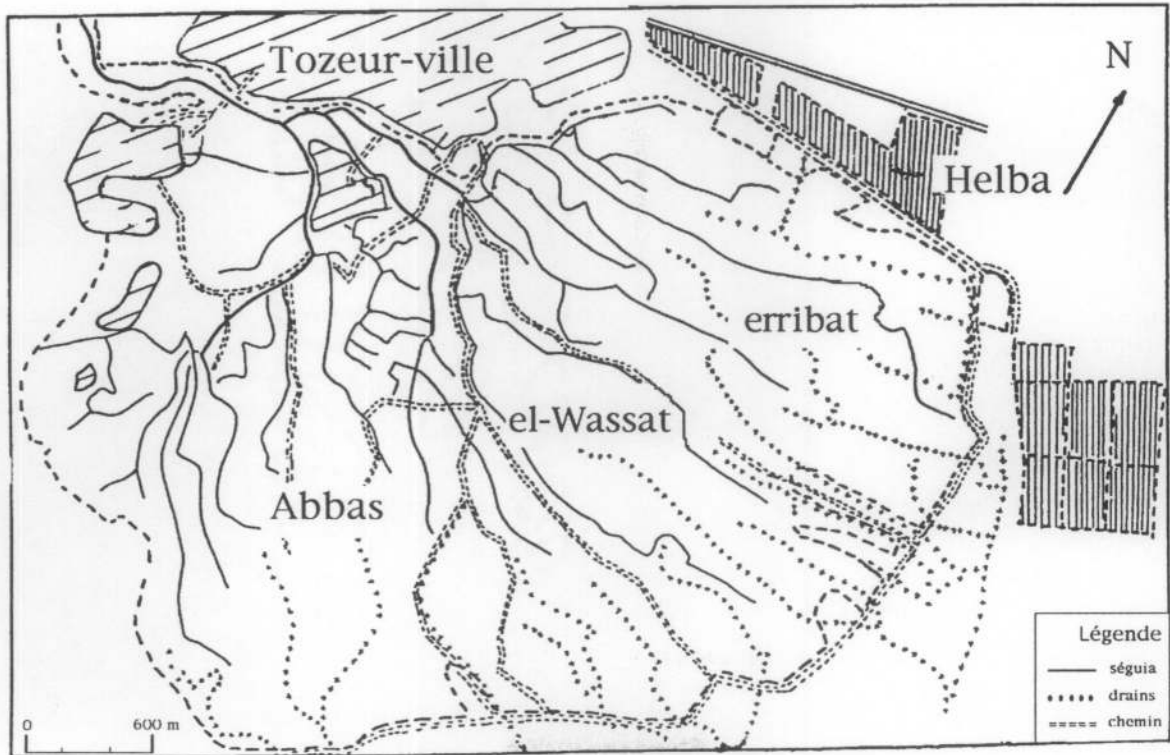 Tozeur-ville
N
Helba
erribat
el-Wassat
Abbas
Légende
séguia
drains
chemin
0 600 m